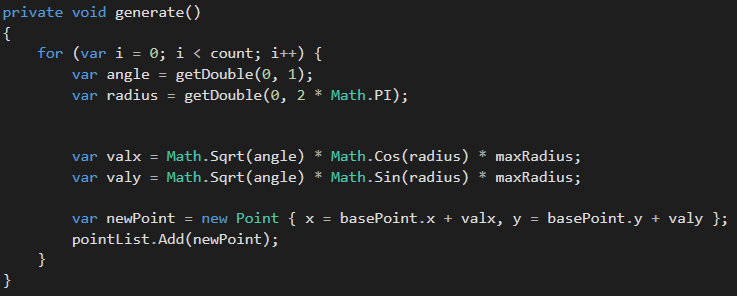 private void generate()
{
    for (var i = 0; i < count; i++) {
        var angle = getDouble(0, 1);
        var radius = getDouble(0, 2 * Math.PI);
        var valx = Math.Sqrt(angle) * Math.Cos(radius) * maxRadius;
        var valy = Math.Sqrt(angle) * Math.Sin(radius) * maxRadius;
        var newPoint = new Point { x = basePoint.x + valx, y = basePoint.y + valy };
        pointList.Add(newPoint);
    }
}